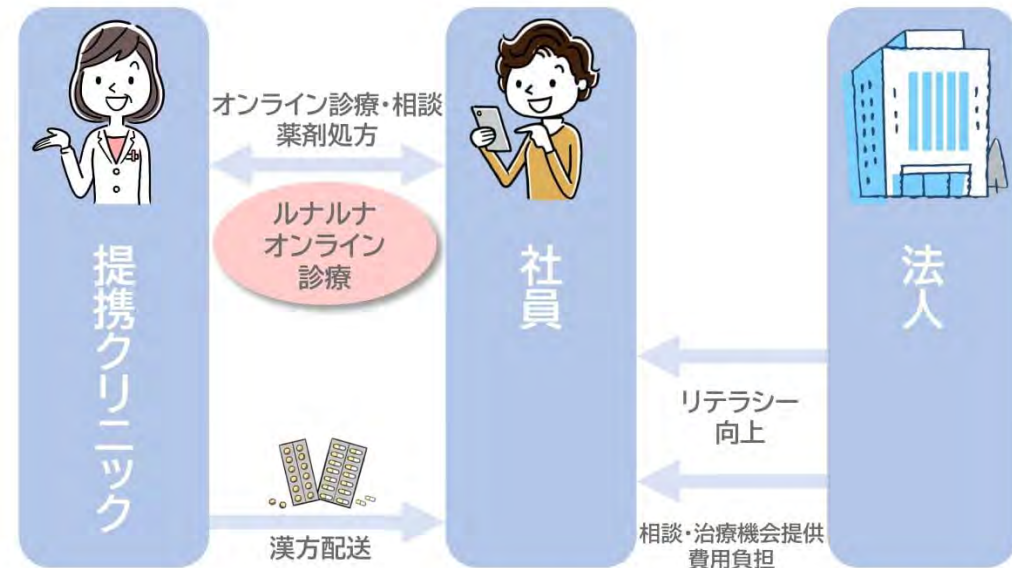 オンライン診療・相談
薬剤処方
ルナルナ
オンライン
診療
提携クリニック
社員
法人
リテラシー
向上
漢方配送
相談・治療機会提供
費用負担